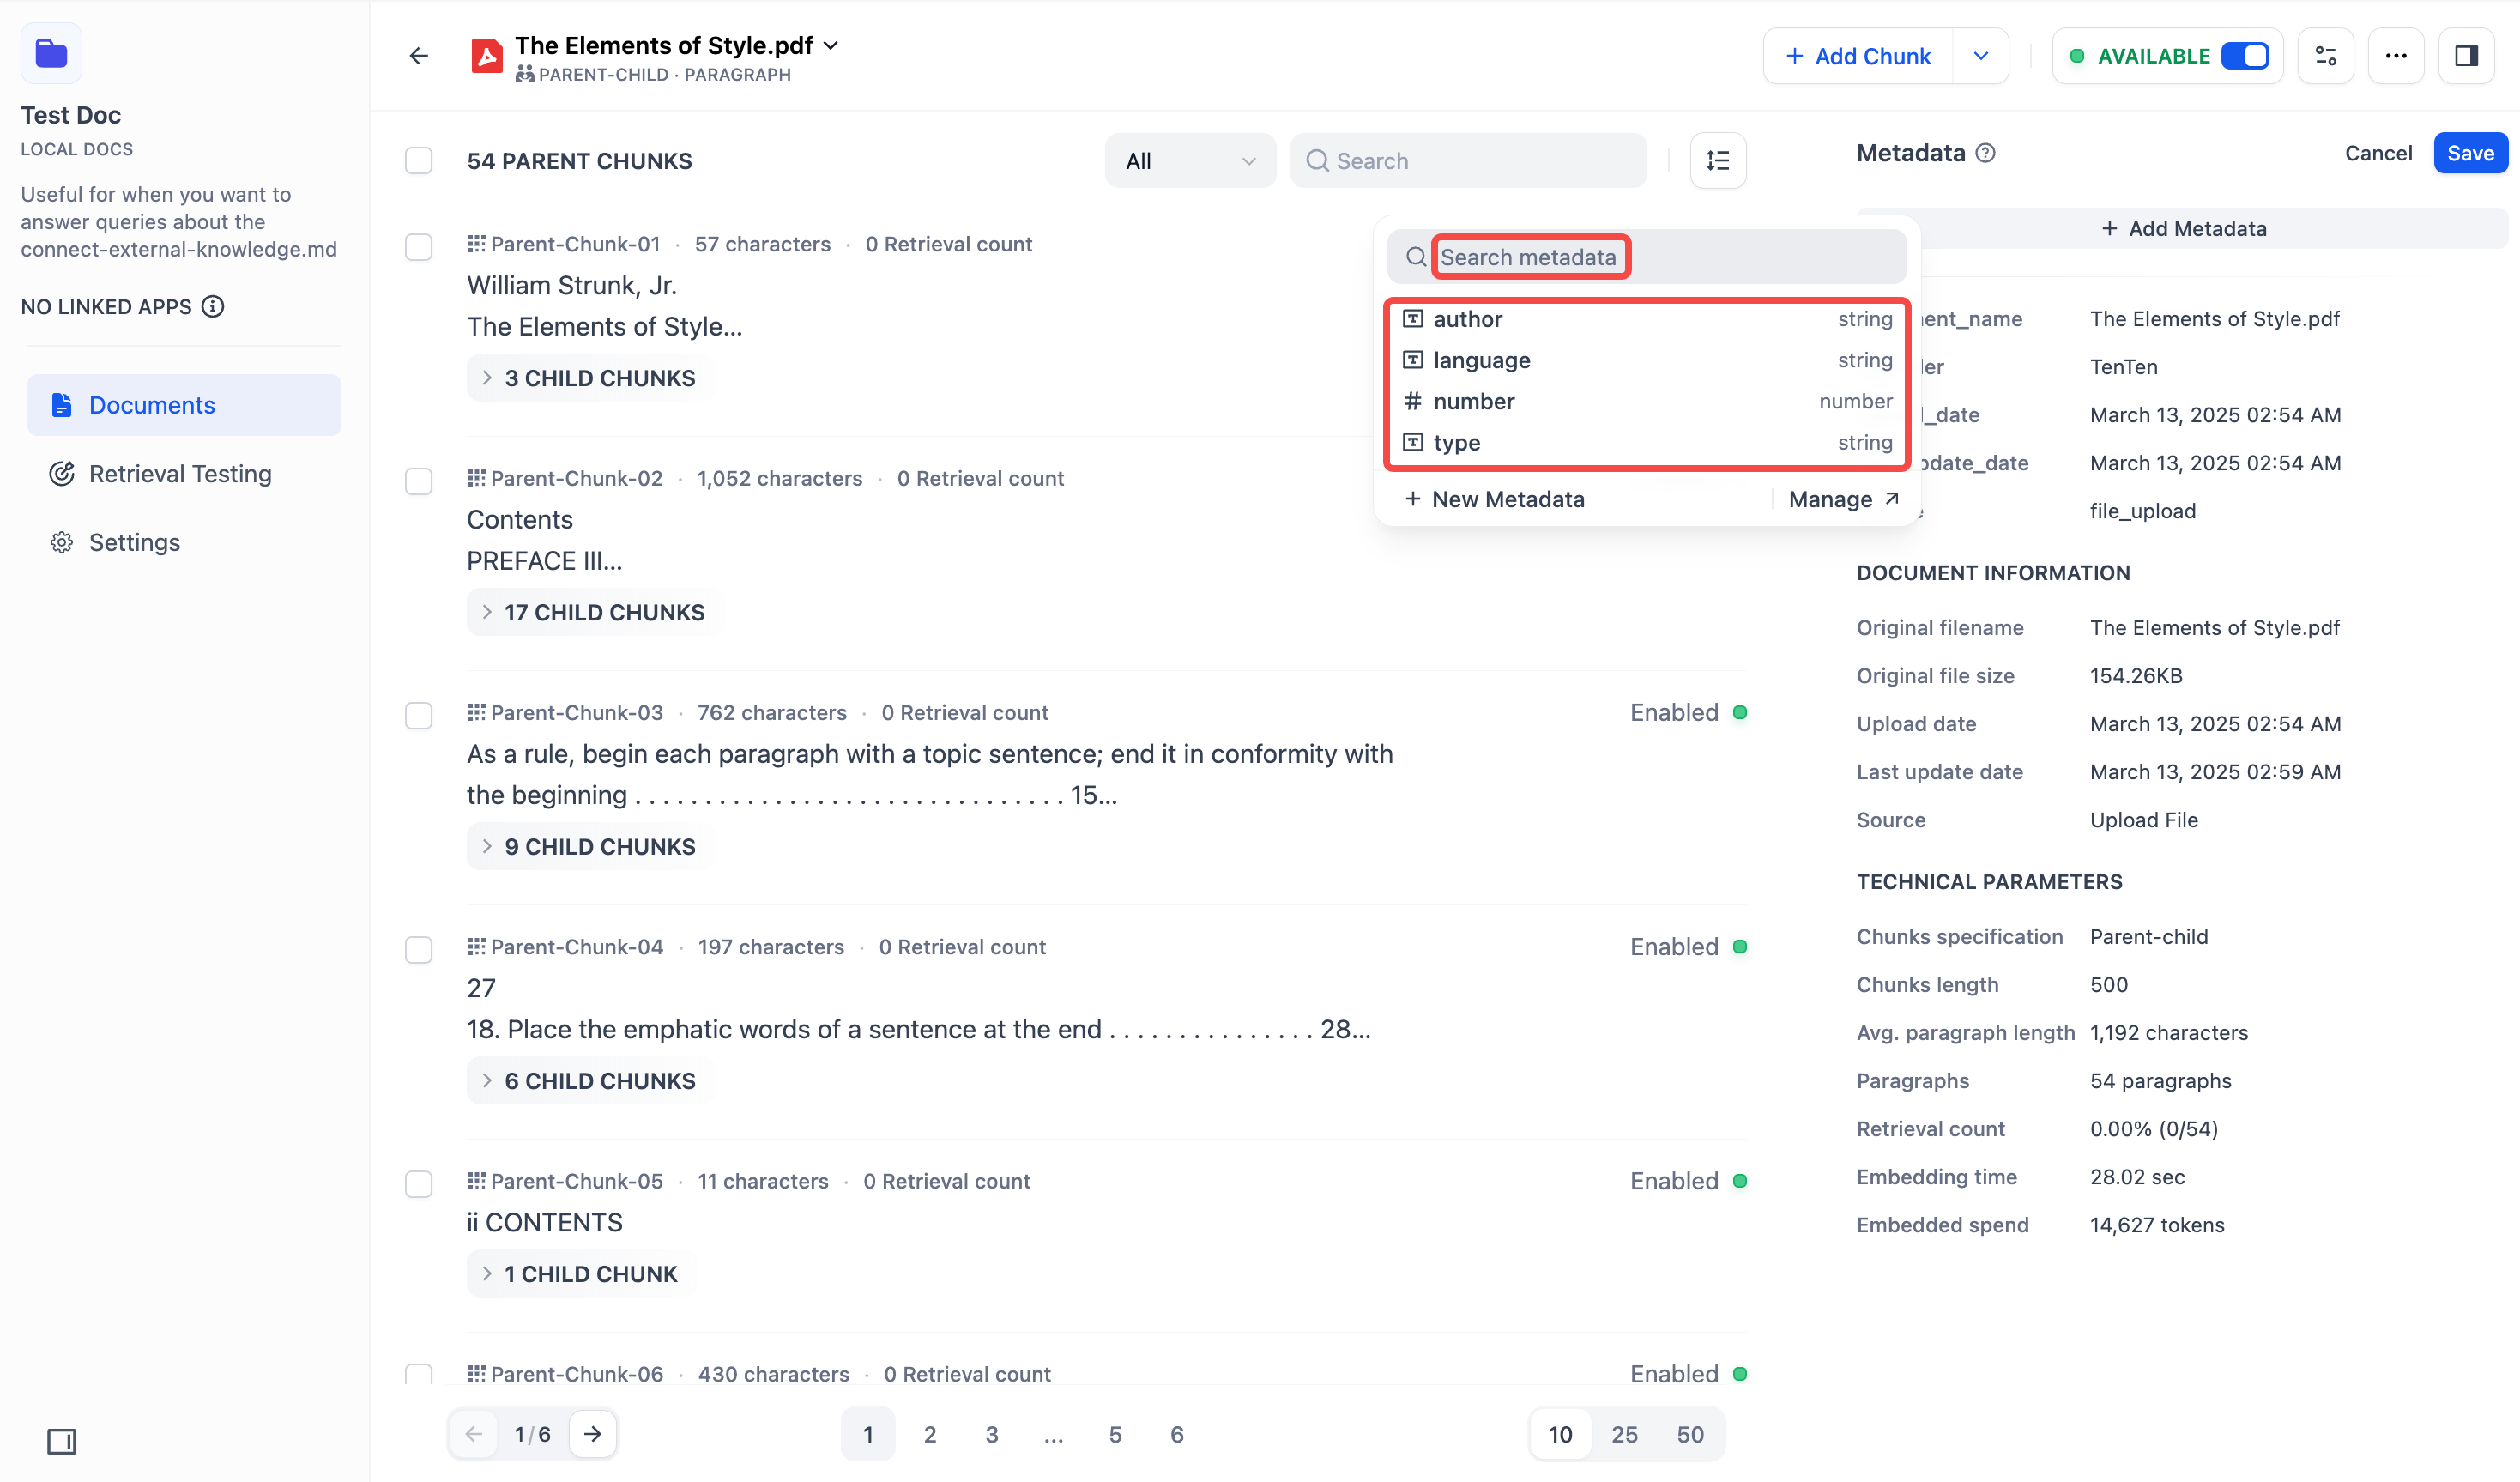 Test Doc
LOCAL DOCS
Useful for when you want to
answer queries about the
connect-external-knowledge.md
NO LINKED APPS
Documents
Retrieval Testing
Settings
The Elements of Style.pdf
PARENT-CHILD · PARAGRAPH
+ Add Chunk
AVAILABLE
54 PARENT CHUNKS
All
Search
Parent-Chunk-01 · 57 characters · 0 Retrieval count
William Strunk, Jr.
The Elements of Style...
3 CHILD CHUNKS
Parent-Chunk-02 · 1,052 characters · 0 Retrieval count
Contents
PREFACE III...
17 CHILD CHUNKS
Parent-Chunk-03 · 762 characters · 0 Retrieval count
Enabled
As a rule, begin each paragraph with a topic sentence; end it in conformity with
the beginning . . . . . . . . . . . . . . . . . . . . . . . . . . . . . . . 15...
9 CHILD CHUNKS
Parent-Chunk-04 · 197 characters · 0 Retrieval count
Enabled
27
18. Place the emphatic words of a sentence at the end . . . . . . . . . . . . . . . 28...
6 CHILD CHUNKS
Parent-Chunk-05 · 11 characters · 0 Retrieval count
Enabled
ii CONTENTS
1 CHILD CHUNK
Parent-Chunk-06 · 430 characters · 0 Retrieval count
Enabled
1/6
1 2 3 ... 5 6
10 25 50
Search metadata
author string
language string
# number number
type string
+ New Metadata
Manage
Metadata
Cancel
Save
+ Add Metadata
ent_name The Elements of Style.pdf
er TenTen
_date March 13, 2025 02:54 AM
pdate_date March 13, 2025 02:54 AM
file_upload
DOCUMENT INFORMATION
Original filename The Elements of Style.pdf
Original file size 154.26KB
Upload date March 13, 2025 02:54 AM
Last update date March 13, 2025 02:59 AM
Source Upload File
TECHNICAL PARAMETERS
Chunks specification Parent-child
Chunks length 500
Avg. paragraph length 1,192 characters
Paragraphs 54 paragraphs
Retrieval count 0.00% (0/54)
Embedding time 28.02 sec
Embedded spend 14,627 tokens